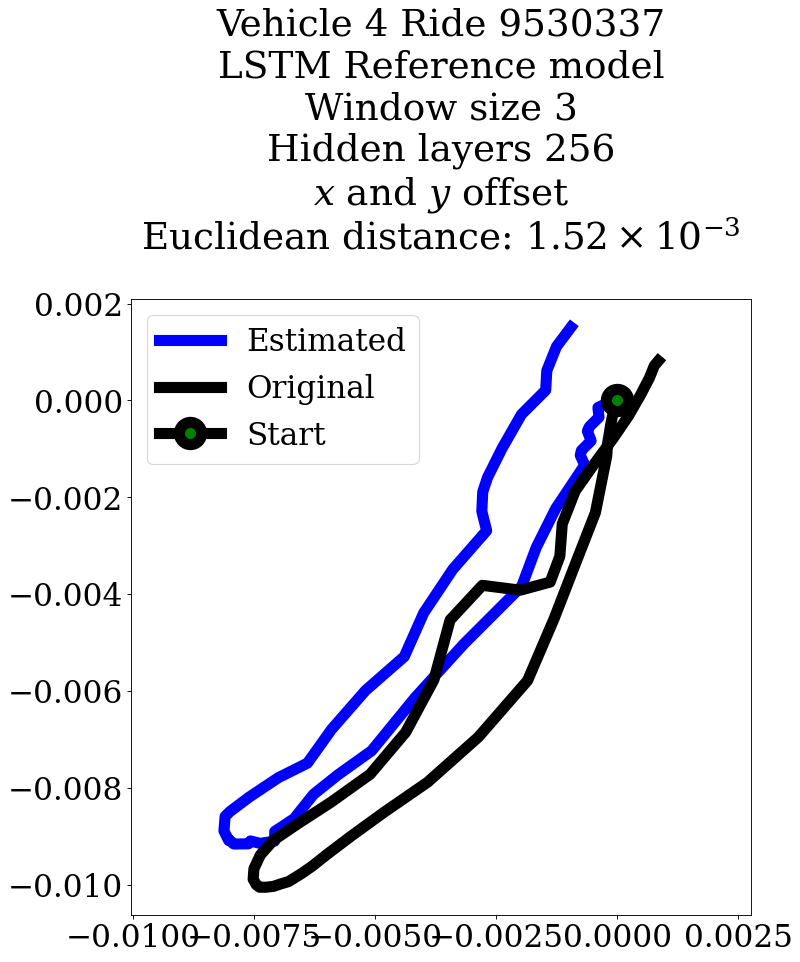 Vehicle 4 Ride 9530337
LSTM Reference model
Window size 3
Hidden layers 256
x and y offset
Euclidean distance: 1.52 × 10⁻³
Estimated
Original
Start
0.002
0.000
−0.002
−0.004
−0.006
−0.008
−0.010
−0.0100 −0.0075 −0.0050 −0.0025 0.0000 0.0025